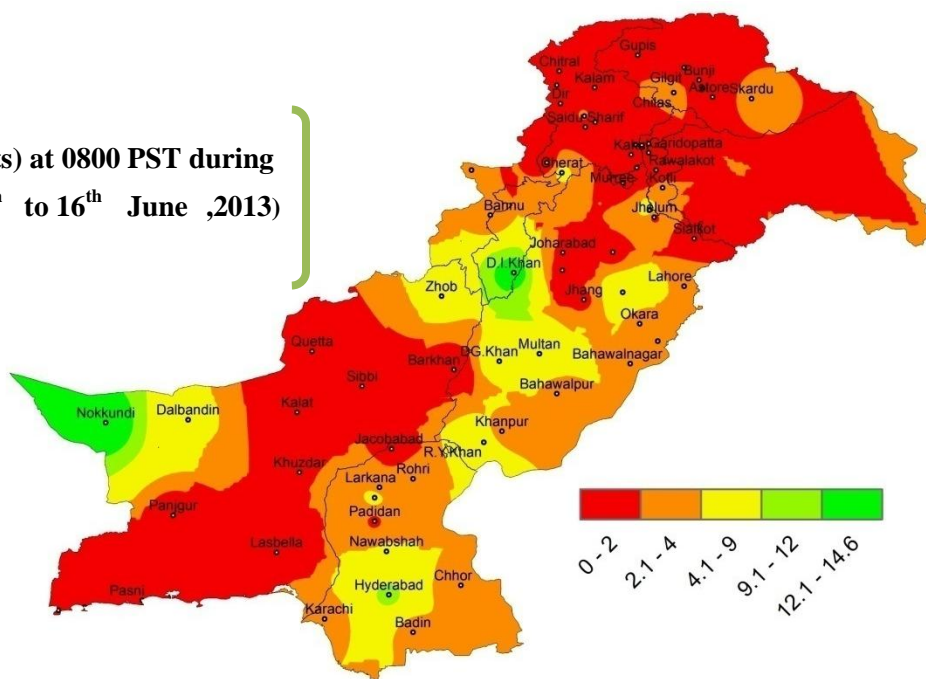 ts) at 0800 PST during
h to 16th June ,2013)
Gupis
Chitral
Bunji
Kalam
Gilgit
Astore
Skardu
Dir
Chilas
Saidu Sharif
Garidopatta
Cherat
Rawalakot
Murree
Kotli
Bannu
Jhelum
Sialkot
Joharabad
D.I.Khan
Lahore
Zhob
Jhang
Okara
Quetta
Multan
DG.Khan
Barkhan
Bahawalnagar
Sibbi
Bahawalpur
Kalat
Nokkundi
Dalbandin
Khanpur
Jacobabad
R.Y.Khan
Khuzdar
Rohri
Larkana
Panjgur
Padidan
Lasbella
Nawabshah
Pasni
Hyderabad
Chhor
Karachi
Badin
0 - 2
2.1 - 4
4.1 - 9
9.1 - 12
12.1 - 14.6